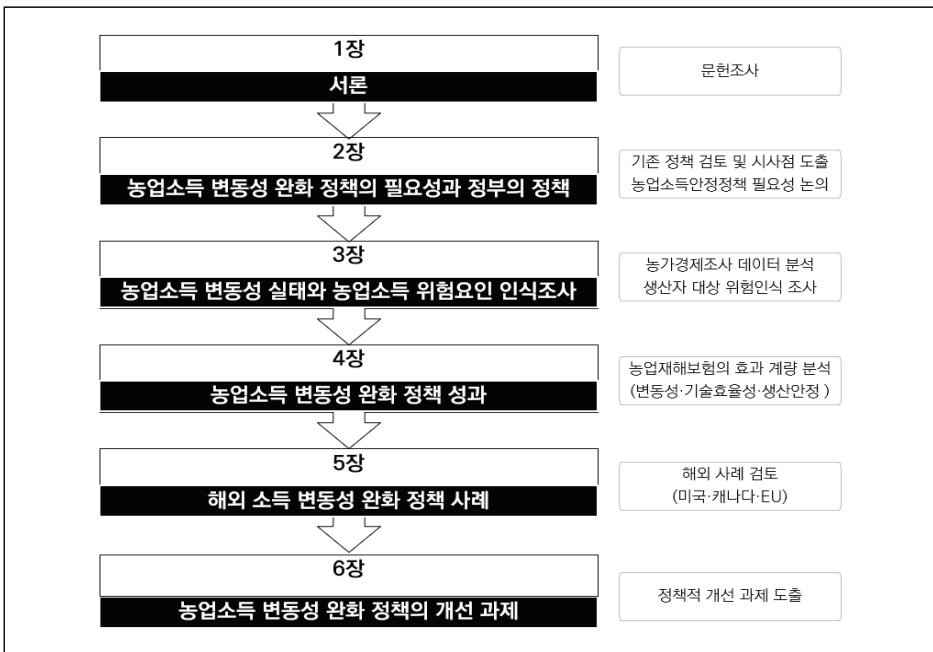 1장
서론
문헌조사
2장
농업소득 변동성 완화 정책의 필요성과 정부의 정책
기존 정책 검토 및 시사점 도출
농업소득안정정책 필요성 논의
3장
농업소득 변동성 실태와 농업소득 위험요인 인식조사
농가경제조사 데이터 분석
생산자 대상 위험인식 조사
4장
농업소득 변동성 완화 정책 성과
농업재해보험의 효과 계량 분석
(변동성·기술효율성·생산안정 )
5장
해외 소득 변동성 완화 정책 사례
해외 사례 검토
(미국·캐나다·EU)
6장
농업소득 변동성 완화 정책의 개선 과제
정책적 개선 과제 도출